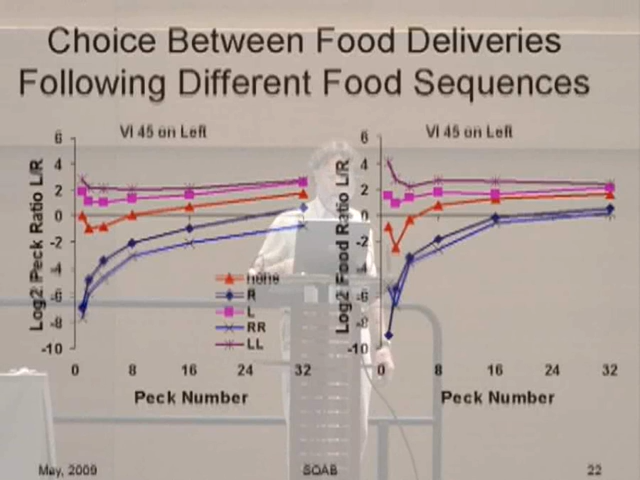 Choice Between Food Deliveries
Following Different Food Sequences
VI 45 on Left
VI 45 on Left
Log2 Peck Ratio L/R
6
4
2
0
-2
-4
-6
-8
-10
0
8
16
24
32
Peck Number
none
R
L
RR
LL
Log2 Food Ratio L/R
6
4
2
0
-2
-4
-6
-8
-10
0
8
16
24
32
Peck Number
May, 2009
SQAB
22